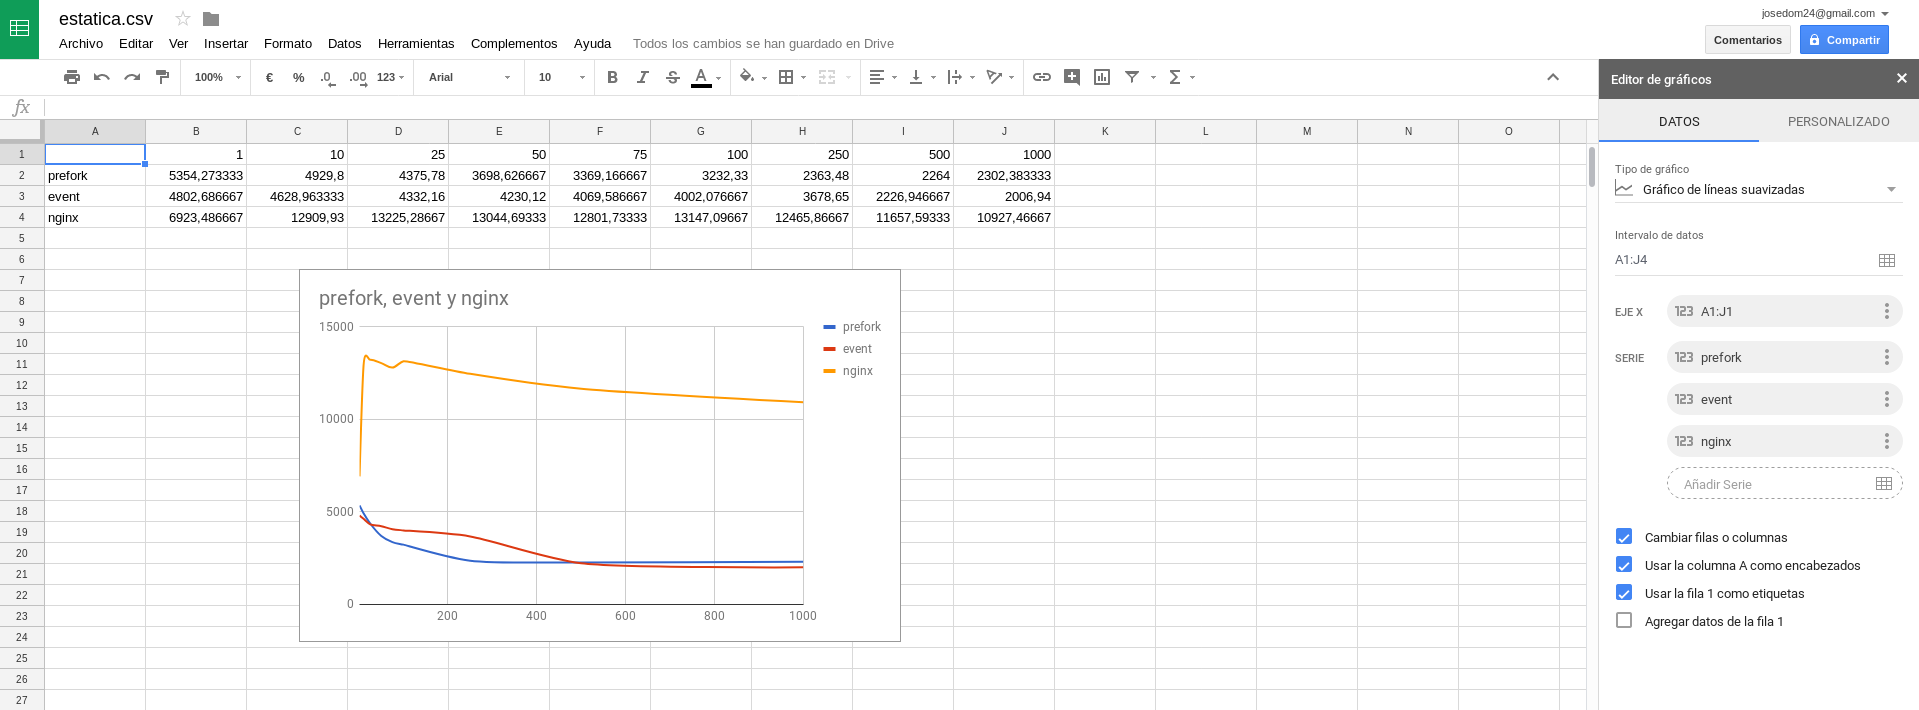 estatica.csv
josedom24@gmail.com
Archivo Editar Ver Insertar Formato Datos Herramientas Complementos Ayuda Todos los cambios se han guardado en Drive
Comentarios Compartir
100% € % .0 .00 123 Arial 10 B I S A Σ
Editor de gráficos
fx
DATOS PERSONALIZADO
A B C D E F G H I J K L M N O
1 1 10 25 50 75 100 250 500 1000
2 prefork 5354,273333 4929,8 4375,78 3698,626667 3369,166667 3232,33 2363,48 2264 2302,383333
3 event 4802,686667 4628,963333 4332,16 4230,12 4069,586667 4002,076667 3678,65 2226,946667 2006,94
4 nginx 6923,486667 12909,93 13225,28667 13044,69333 12801,73333 13147,09667 12465,86667 11657,59333 10927,46667
5
6
7
8
9
10
11
12
13
14
15
16
17
18
19
20
21
22
23
24
25
26
27
prefork, event y nginx
15000
10000
5000
0
200 400 600 800 1000
prefork
event
nginx
Tipo de gráfico
Gráfico de líneas suavizadas
Intervalo de datos
A1:J4
EJE X 123 A1:J1
SERIE 123 prefork
123 event
123 nginx
Añadir Serie
Cambiar filas o columnas
Usar la columna A como encabezados
Usar la fila 1 como etiquetas
Agregar datos de la fila 1